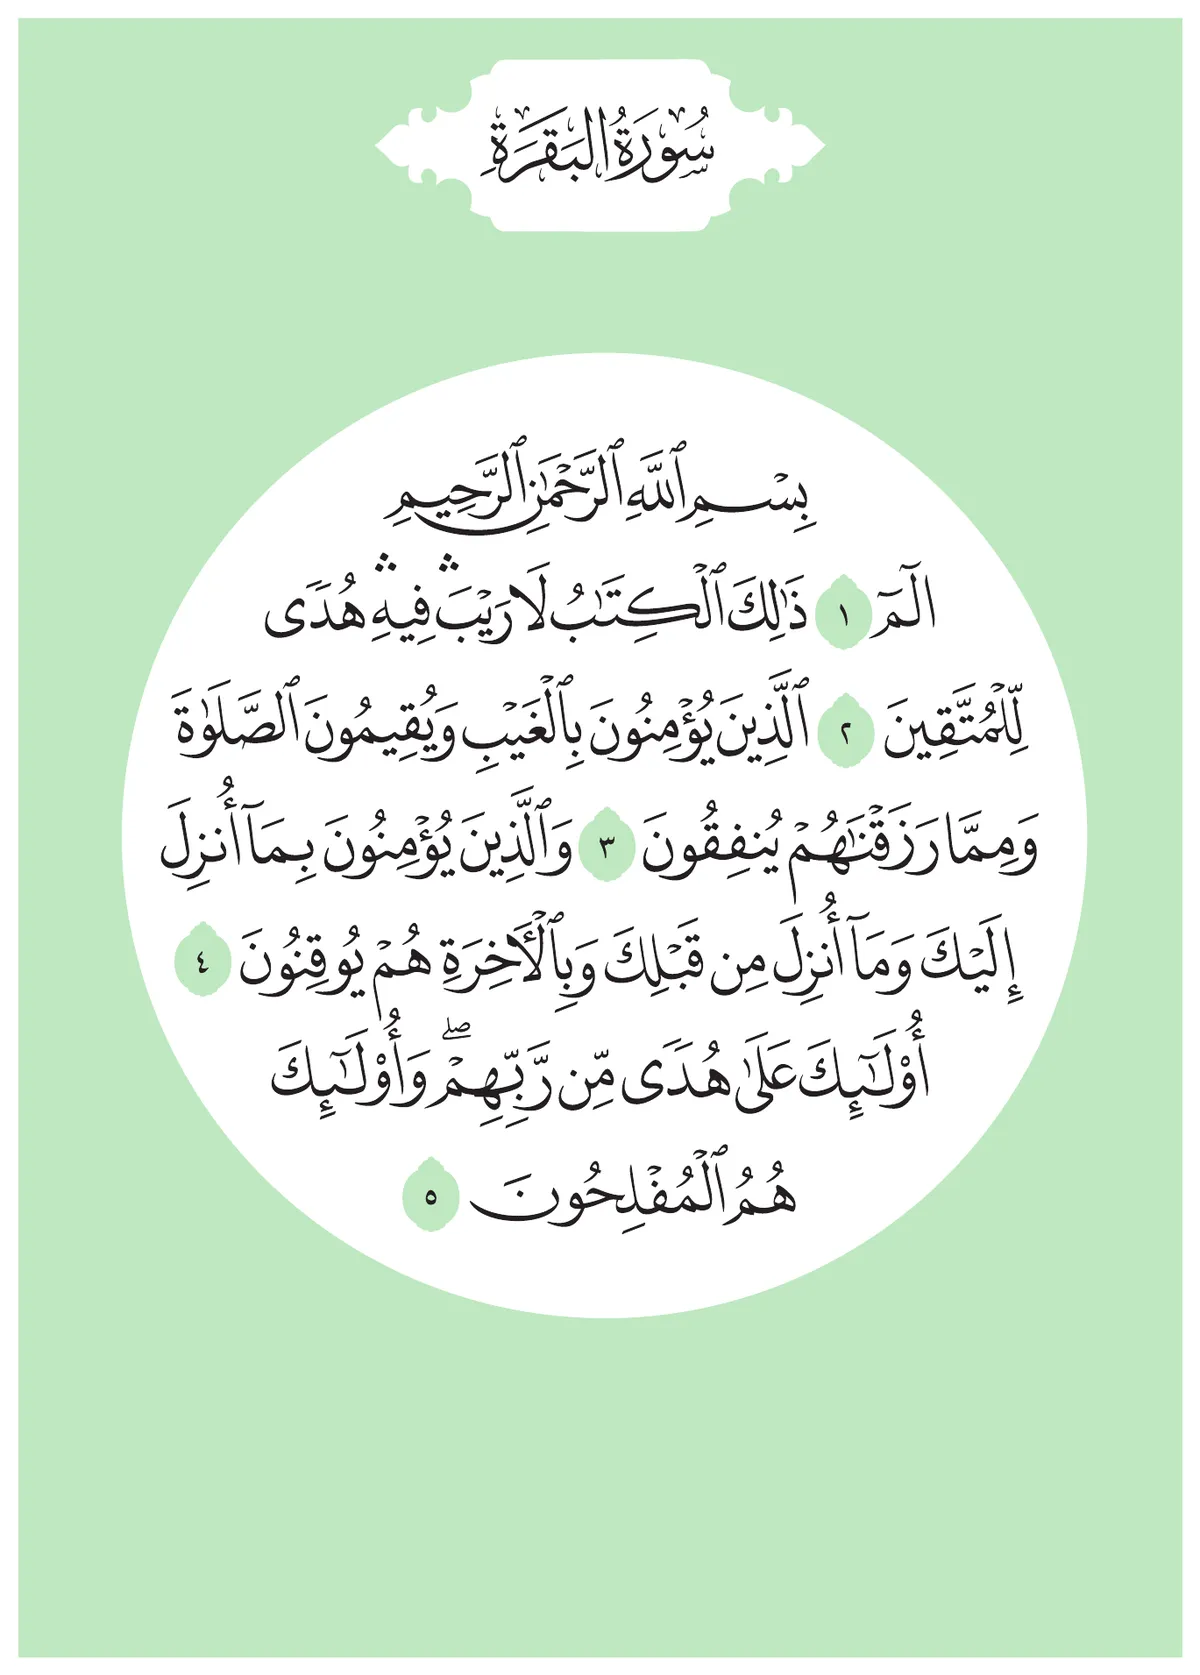 سُورَةُ البَقَرَةِ
بِسْمِ ٱللَّهِ ٱلرَّحْمَٰنِ ٱلرَّحِيمِ
الٓمٓ ١ ذَٰلِكَ ٱلْكِتَٰبُ لَا رَيْبَ ۛ فِيهِ ۛ هُدًى
لِّلْمُتَّقِينَ ٢ ٱلَّذِينَ يُؤْمِنُونَ بِٱلْغَيْبِ وَيُقِيمُونَ ٱلصَّلَوٰةَ
وَمِمَّا رَزَقْنَٰهُمْ يُنفِقُونَ ٣ وَٱلَّذِينَ يُؤْمِنُونَ بِمَآ أُنزِلَ
إِلَيْكَ وَمَآ أُنزِلَ مِن قَبْلِكَ وَبِٱلْأَخِرَةِ هُمْ يُوقِنُونَ ٤
أُو۟لَٰٓئِكَ عَلَىٰ هُدًى مِّن رَّبِّهِمْ ۖ وَأُو۟لَٰٓئِكَ
هُمُ ٱلْمُفْلِحُونَ ٥